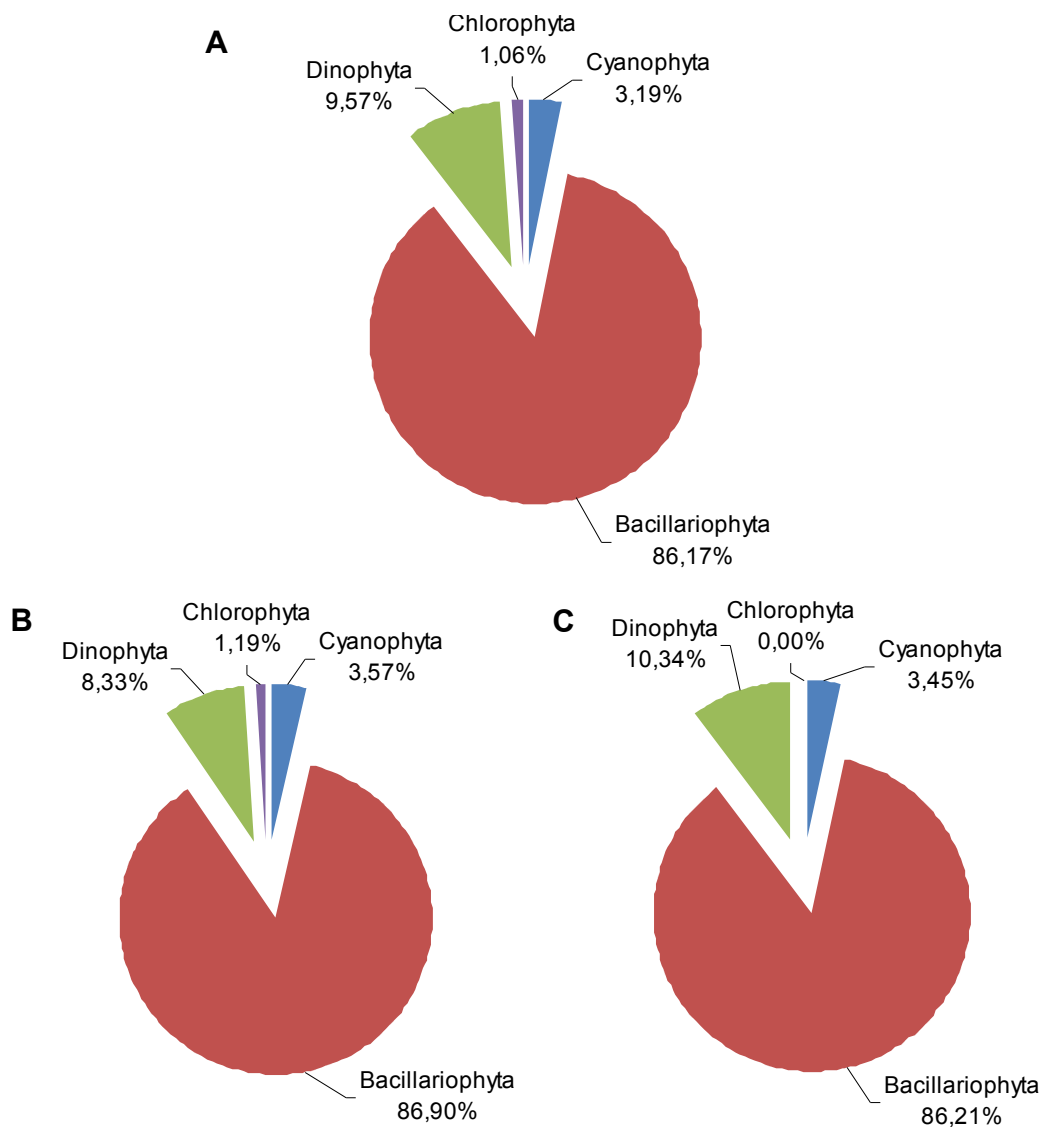 A
Chlorophyta
1,06%
Cyanophyta
3,19%
Dinophyta
9,57%
Bacillariophyta
86,17%
B
Chlorophyta
1,19%
Cyanophyta
3,57%
Dinophyta
8,33%
Bacillariophyta
86,90%
C
Chlorophyta
0,00%
Dinophyta
10,34%
Cyanophyta
3,45%
Bacillariophyta
86,21%